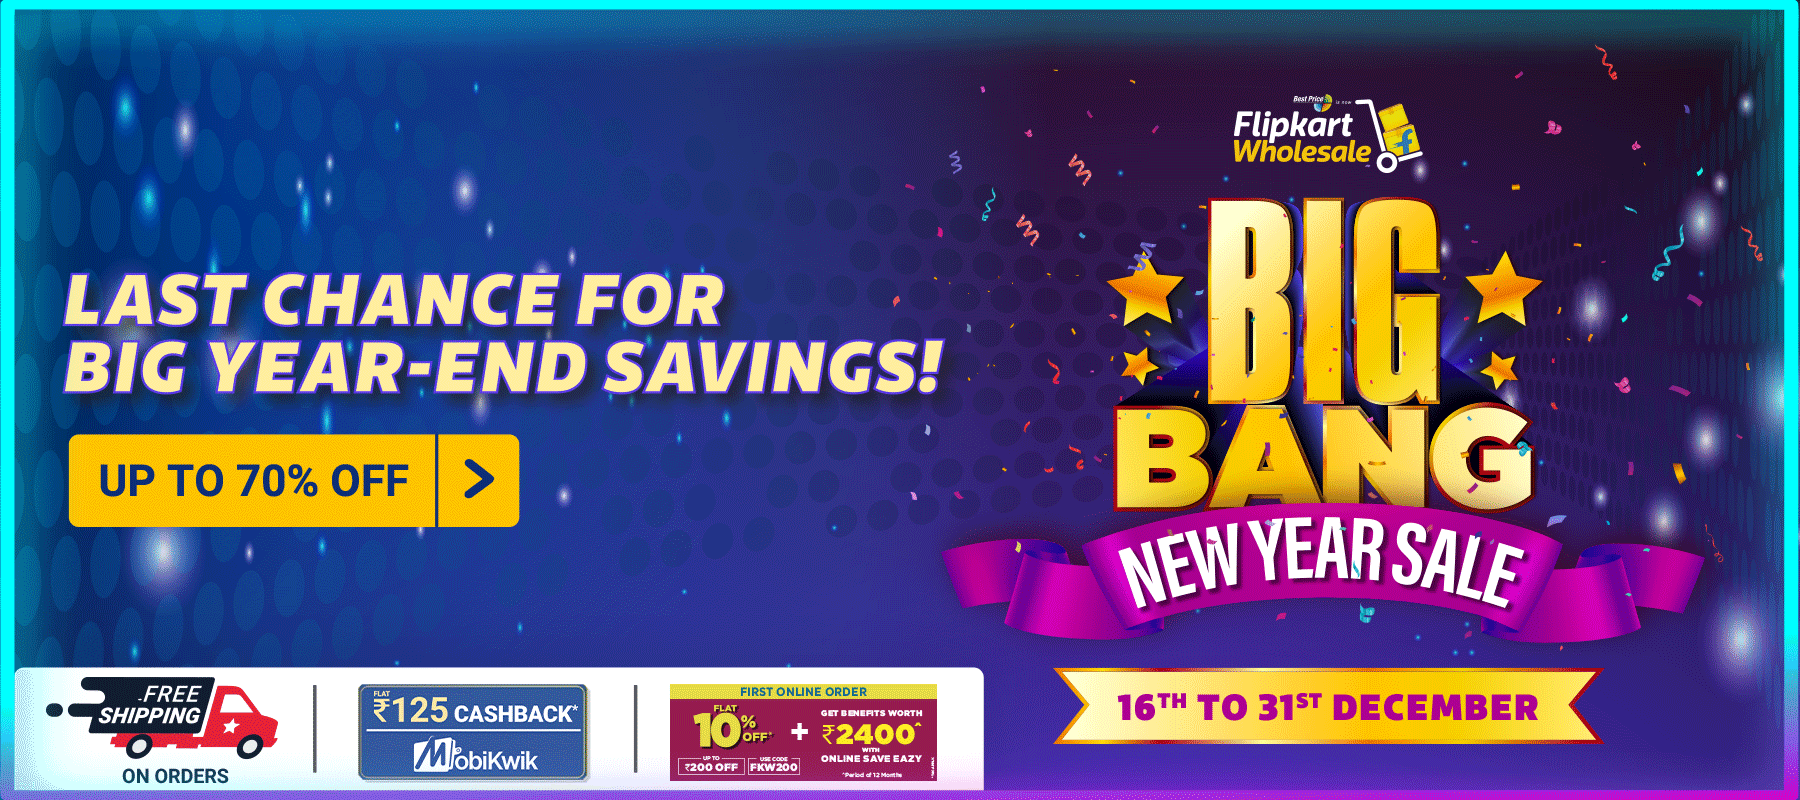 Best Price is now
Flipkart
Wholesale
BIG
BANG
NEW YEAR SALE
16TH TO 31ST DECEMBER
LAST CHANCE FOR
BIG YEAR-END SAVINGS!
UP TO 70% OFF >
FREE
SHIPPING
ON ORDERS
FLAT
₹125 CASHBACK*
MobiKwik
FIRST ONLINE ORDER
FLAT
10% OFF*
UP TO
₹200 OFF
USE CODE
FKW200
+
GET BENEFITS WORTH
₹2400^
WITH
ONLINE SAVE EAZY
^Period of 12 Months